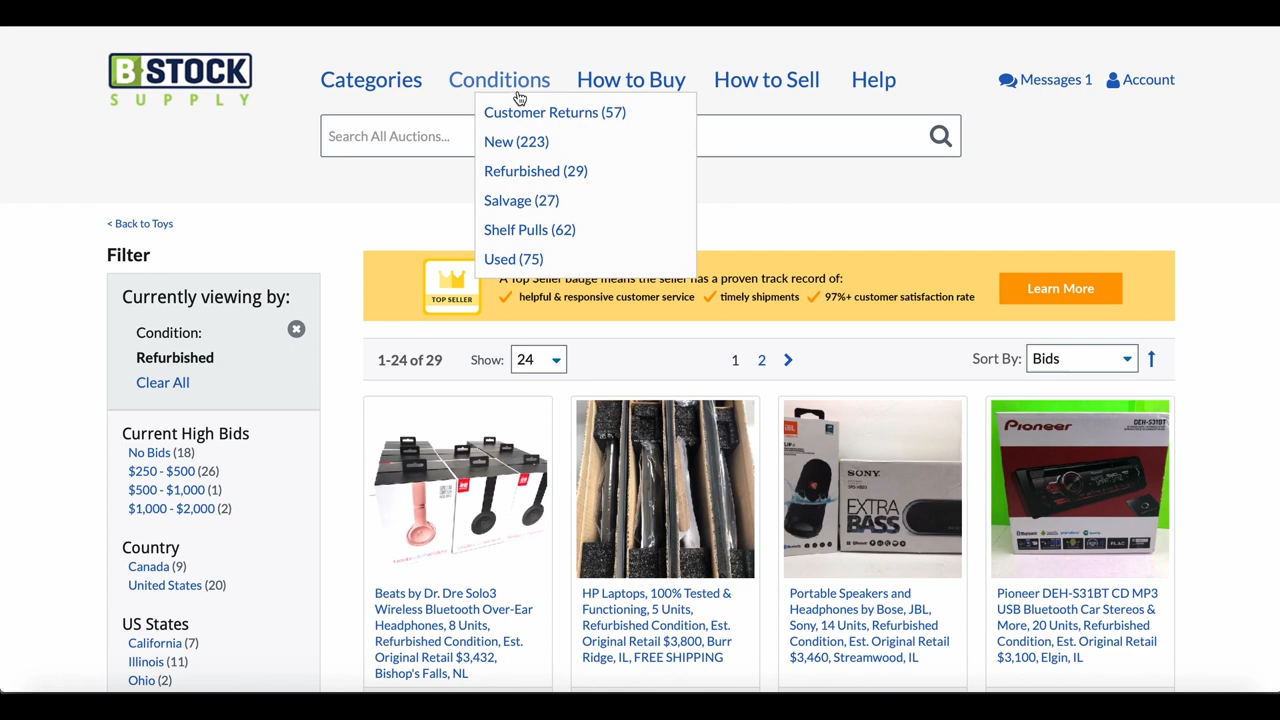 B STOCK
SUPPLY
Categories Conditions How to Buy How to Sell Help
Messages 1 Account
Search All Auctions...
Customer Returns (57)
New (223)
Refurbished (29)
Salvage (27)
Shelf Pulls (62)
Used (75)
< Back to Toys
Filter
Currently viewing by:
Condition:
Refurbished
Clear All
Current High Bids
No Bids (18)
$250 - $500 (26)
$500 - $1,000 (1)
$1,000 - $2,000 (2)
Country
Canada (9)
United States (20)
US States
California (7)
Illinois (11)
Ohio (2)
TOP SELLER
A Top Seller badge means the seller has a proven track record of:
helpful & responsive customer service timely shipments 97%+ customer satisfaction rate
Learn More
1-24 of 29 Show: 24 1 2 Sort By: Bids
JBL
SONY
EXTRA
BASS
Pioneer
DEH-S31BT
Beats by Dr. Dre Solo3
Wireless Bluetooth Over-Ear
Headphones, 8 Units,
Refurbished Condition, Est.
Original Retail $3,432,
Bishop's Falls, NL
HP Laptops, 100% Tested &
Functioning, 5 Units,
Refurbished Condition, Est.
Original Retail $3,800, Burr
Ridge, IL, FREE SHIPPING
Portable Speakers and
Headphones by Bose, JBL,
Sony, 14 Units, Refurbished
Condition, Est. Original Retail
$3,460, Streamwood, IL
Pioneer DEH-S31BT CD MP3
USB Bluetooth Car Stereos &
More, 20 Units, Refurbished
Condition, Est. Original Retail
$3,100, Elgin, IL